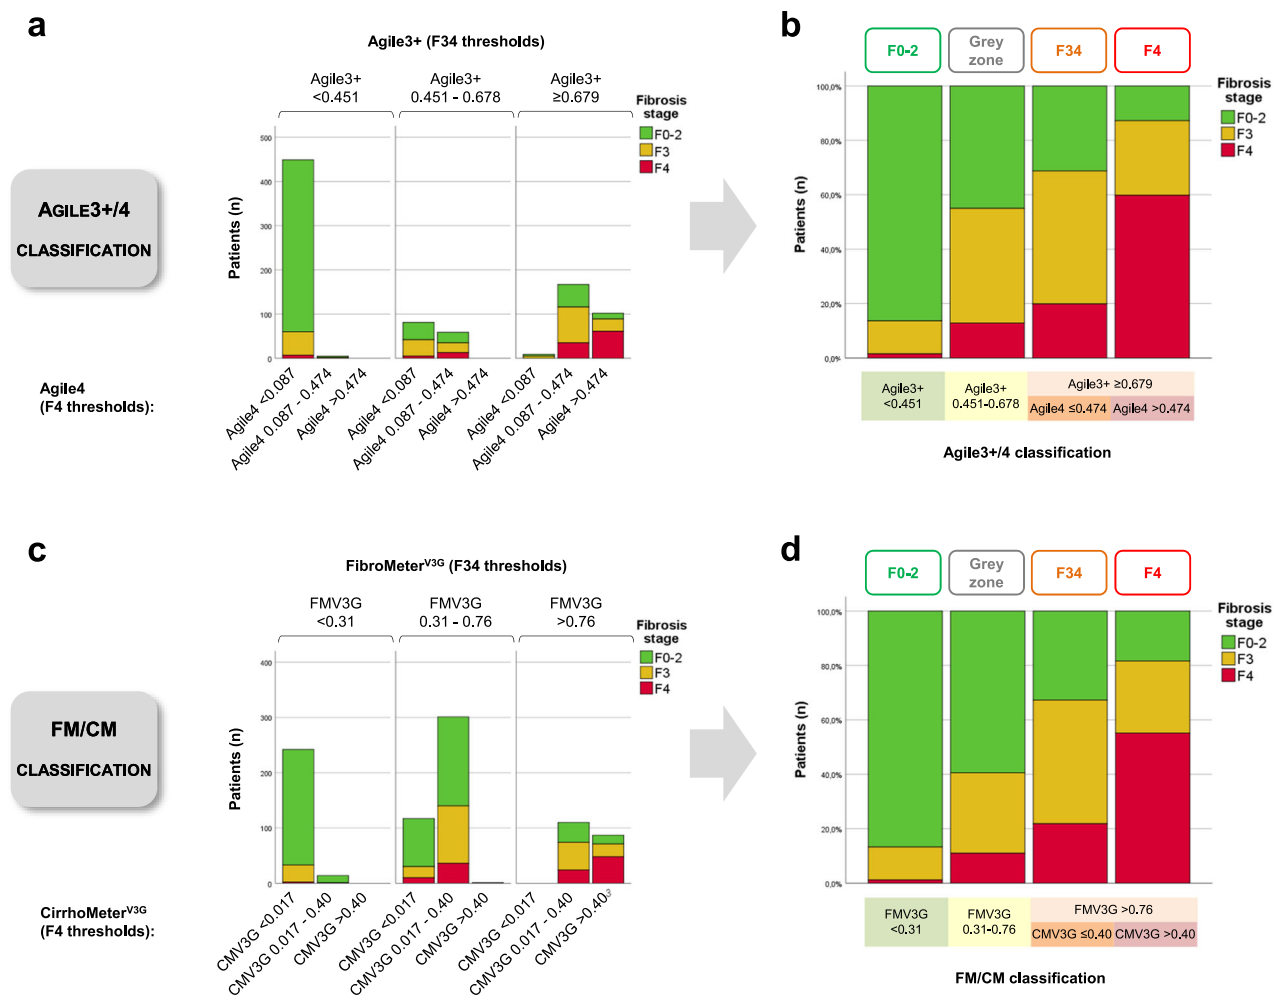 a
Agile3+ (F34 thresholds)
Agile3+
<0.451
Agile3+
0.451 - 0.678
Agile3+
≥0.679
Fibrosis
stage
F0-2
F3
F4
500
400
300
200
100
0
Patients (n)
AGILE3+/4
CLASSIFICATION
Agile4
(F4 thresholds):
Agile4 <0.087
Agile4 0.087 - 0.474
Agile4 >0.474
Agile4 <0.087
Agile4 0.087 - 0.474
Agile4 >0.474
Agile4 <0.087
Agile4 0.087 - 0.474
Agile4 >0.474
b
F0-2
Grey
zone
F34
F4
Fibrosis
stage
F0-2
F3
F4
100,0%
80,0%
60,0%
40,0%
20,0%
0,0%
Patients (n)
Agile3+
<0.451
Agile3+
0.451-0.678
Agile3+ ≥0.679
Agile4 ≤0.474
Agile4 >0.474
Agile3+/4 classification
c
FibroMeterV3G (F34 thresholds)
FMV3G
<0.31
FMV3G
0.31 - 0.76
FMV3G
>0.76
Fibrosis
stage
F0-2
F3
F4
400
300
200
100
0
Patients (n)
FM/CM
CLASSIFICATION
CirrhoMeterV3G
(F4 thresholds):
CMV3G <0.017
CMV3G 0.017 - 0.40
CMV3G >0.40
CMV3G <0.017
CMV3G 0.017 - 0.40
CMV3G >0.40
CMV3G <0.017
CMV3G 0.017 - 0.40
CMV3G >0.403
d
F0-2
Grey
zone
F34
F4
Fibrosis
stage
F0-2
F3
F4
100,0%
80,0%
60,0%
40,0%
20,0%
0,0%
Patients (n)
FMV3G
<0.31
FMV3G
0.31-0.76
FMV3G >0.76
CMV3G ≤0.40
CMV3G >0.40
FM/CM classification